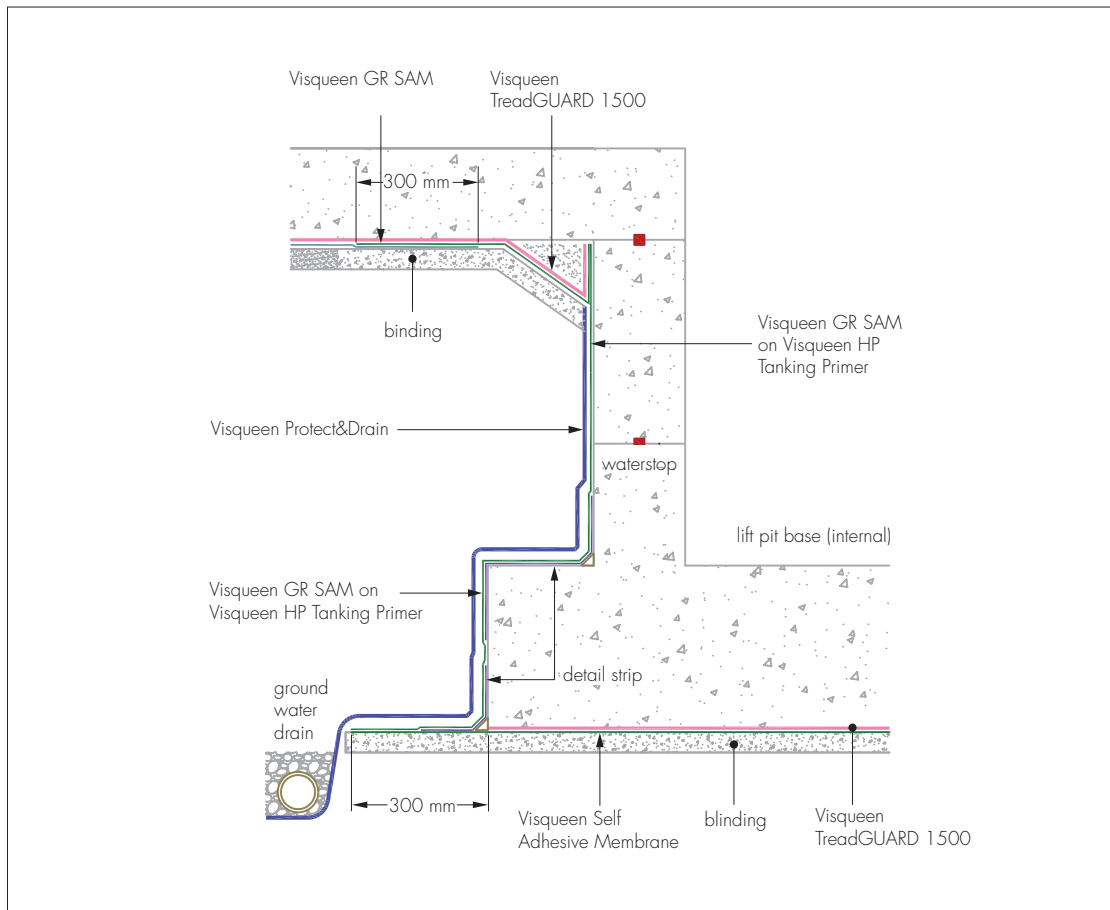 Visqueen GR SAM
Visqueen
TreadGUARD 1500
300 mm
binding
Visqueen GR SAM
on Visqueen HP
Tanking Primer
Visqueen Protect&Drain
waterstop
lift pit base (internal)
Visqueen GR SAM on
Visqueen HP Tanking Primer
detail strip
ground
water
drain
300 mm
Visqueen Self
Adhesive Membrane
blinding
Visqueen
TreadGUARD 1500